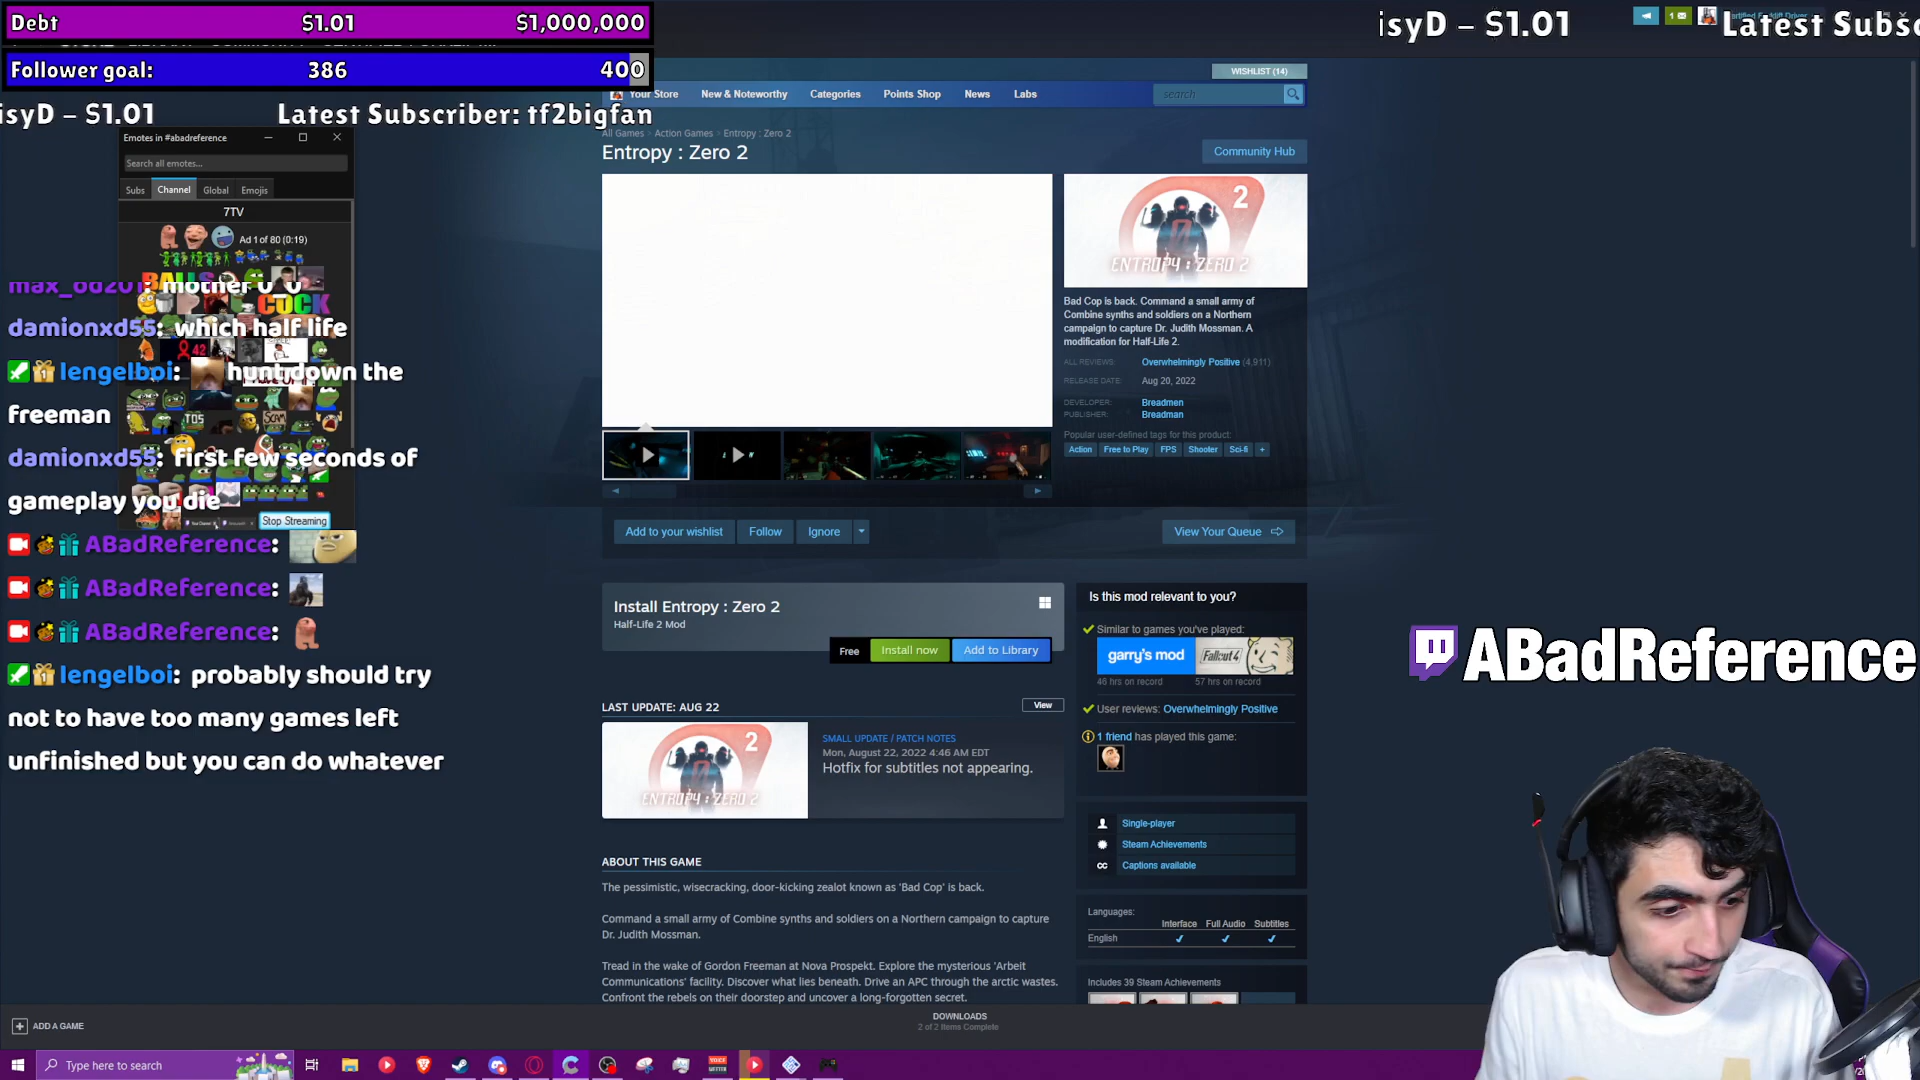 Debt
$1.01
$1,000,000
Follower goal:
386
400
isyD - $1.01
Latest Subscriber: tf2bigfan
isyD - $1.01
Latest Subsc
Emotes in #abadreference
Search all emotes...
Subs
Channel
Global
Emojis
7TV
Ad 1 of 80 (0:19)
mother 0_0
damionxd55: which half life
lengelboi: hunt down the
freeman
damionxd55: first few seconds of
gameplay you die
Stop Streaming
ABadReference:
ABadReference:
ABadReference:
lengelboi: probably should try
not to have too many games left
unfinished but you can do whatever
WISHLIST (14)
Your Store
New & Noteworthy
Categories
Points Shop
News
Labs
search
All Games > Action Games > Entropy : Zero 2
Entropy : Zero 2
Community Hub
2
ENTROPY : ZERO 2
Bad Cop is back. Command a small army of
Combine synths and soldiers on a Northern
campaign to capture Dr. Judith Mossman. A
modification for Half-Life 2.
ALL REVIEWS: Overwhelmingly Positive (4,911)
RELEASE DATE: Aug 20, 2022
DEVELOPER: Breadmen
PUBLISHER: Breadman
Popular user-defined tags for this product:
Action
Free to Play
FPS
Shooter
Sci-fi
+
Add to your wishlist
Follow
Ignore
View Your Queue
Install Entropy : Zero 2
Half-Life 2 Mod
Free
Install now
Add to Library
LAST UPDATE: AUG 22
View
2
ENTROPY : ZERO 2
SMALL UPDATE / PATCH NOTES
Mon, August 22, 2022 4:46 AM EDT
Hotfix for subtitles not appearing.
ABOUT THIS GAME
The pessimistic, wisecracking, door-kicking zealot known as 'Bad Cop' is back.
Command a small army of Combine synths and soldiers on a Northern campaign to capture
Dr. Judith Mossman.
Tread in the wake of Gordon Freeman at Nova Prospekt. Explore the mysterious 'Arbeit
Communications' facility. Discover what lies beneath. Drive an APC through the arctic wastes.
Confront the rebels on their doorstep and uncover a long-forgotten secret.
Is this mod relevant to you?
Similar to games you've played:
garry's mod
Fallout 4
46 hrs on record
57 hrs on record
User reviews: Overwhelmingly Positive
1 friend has played this game:
Single-player
Steam Achievements
CC
Captions available
Languages:
Interface
Full Audio
Subtitles
English
Includes 39 Steam Achievements
ABadReference
ADD A GAME
DOWNLOADS
2 of 2 Items Complete
Type here to search